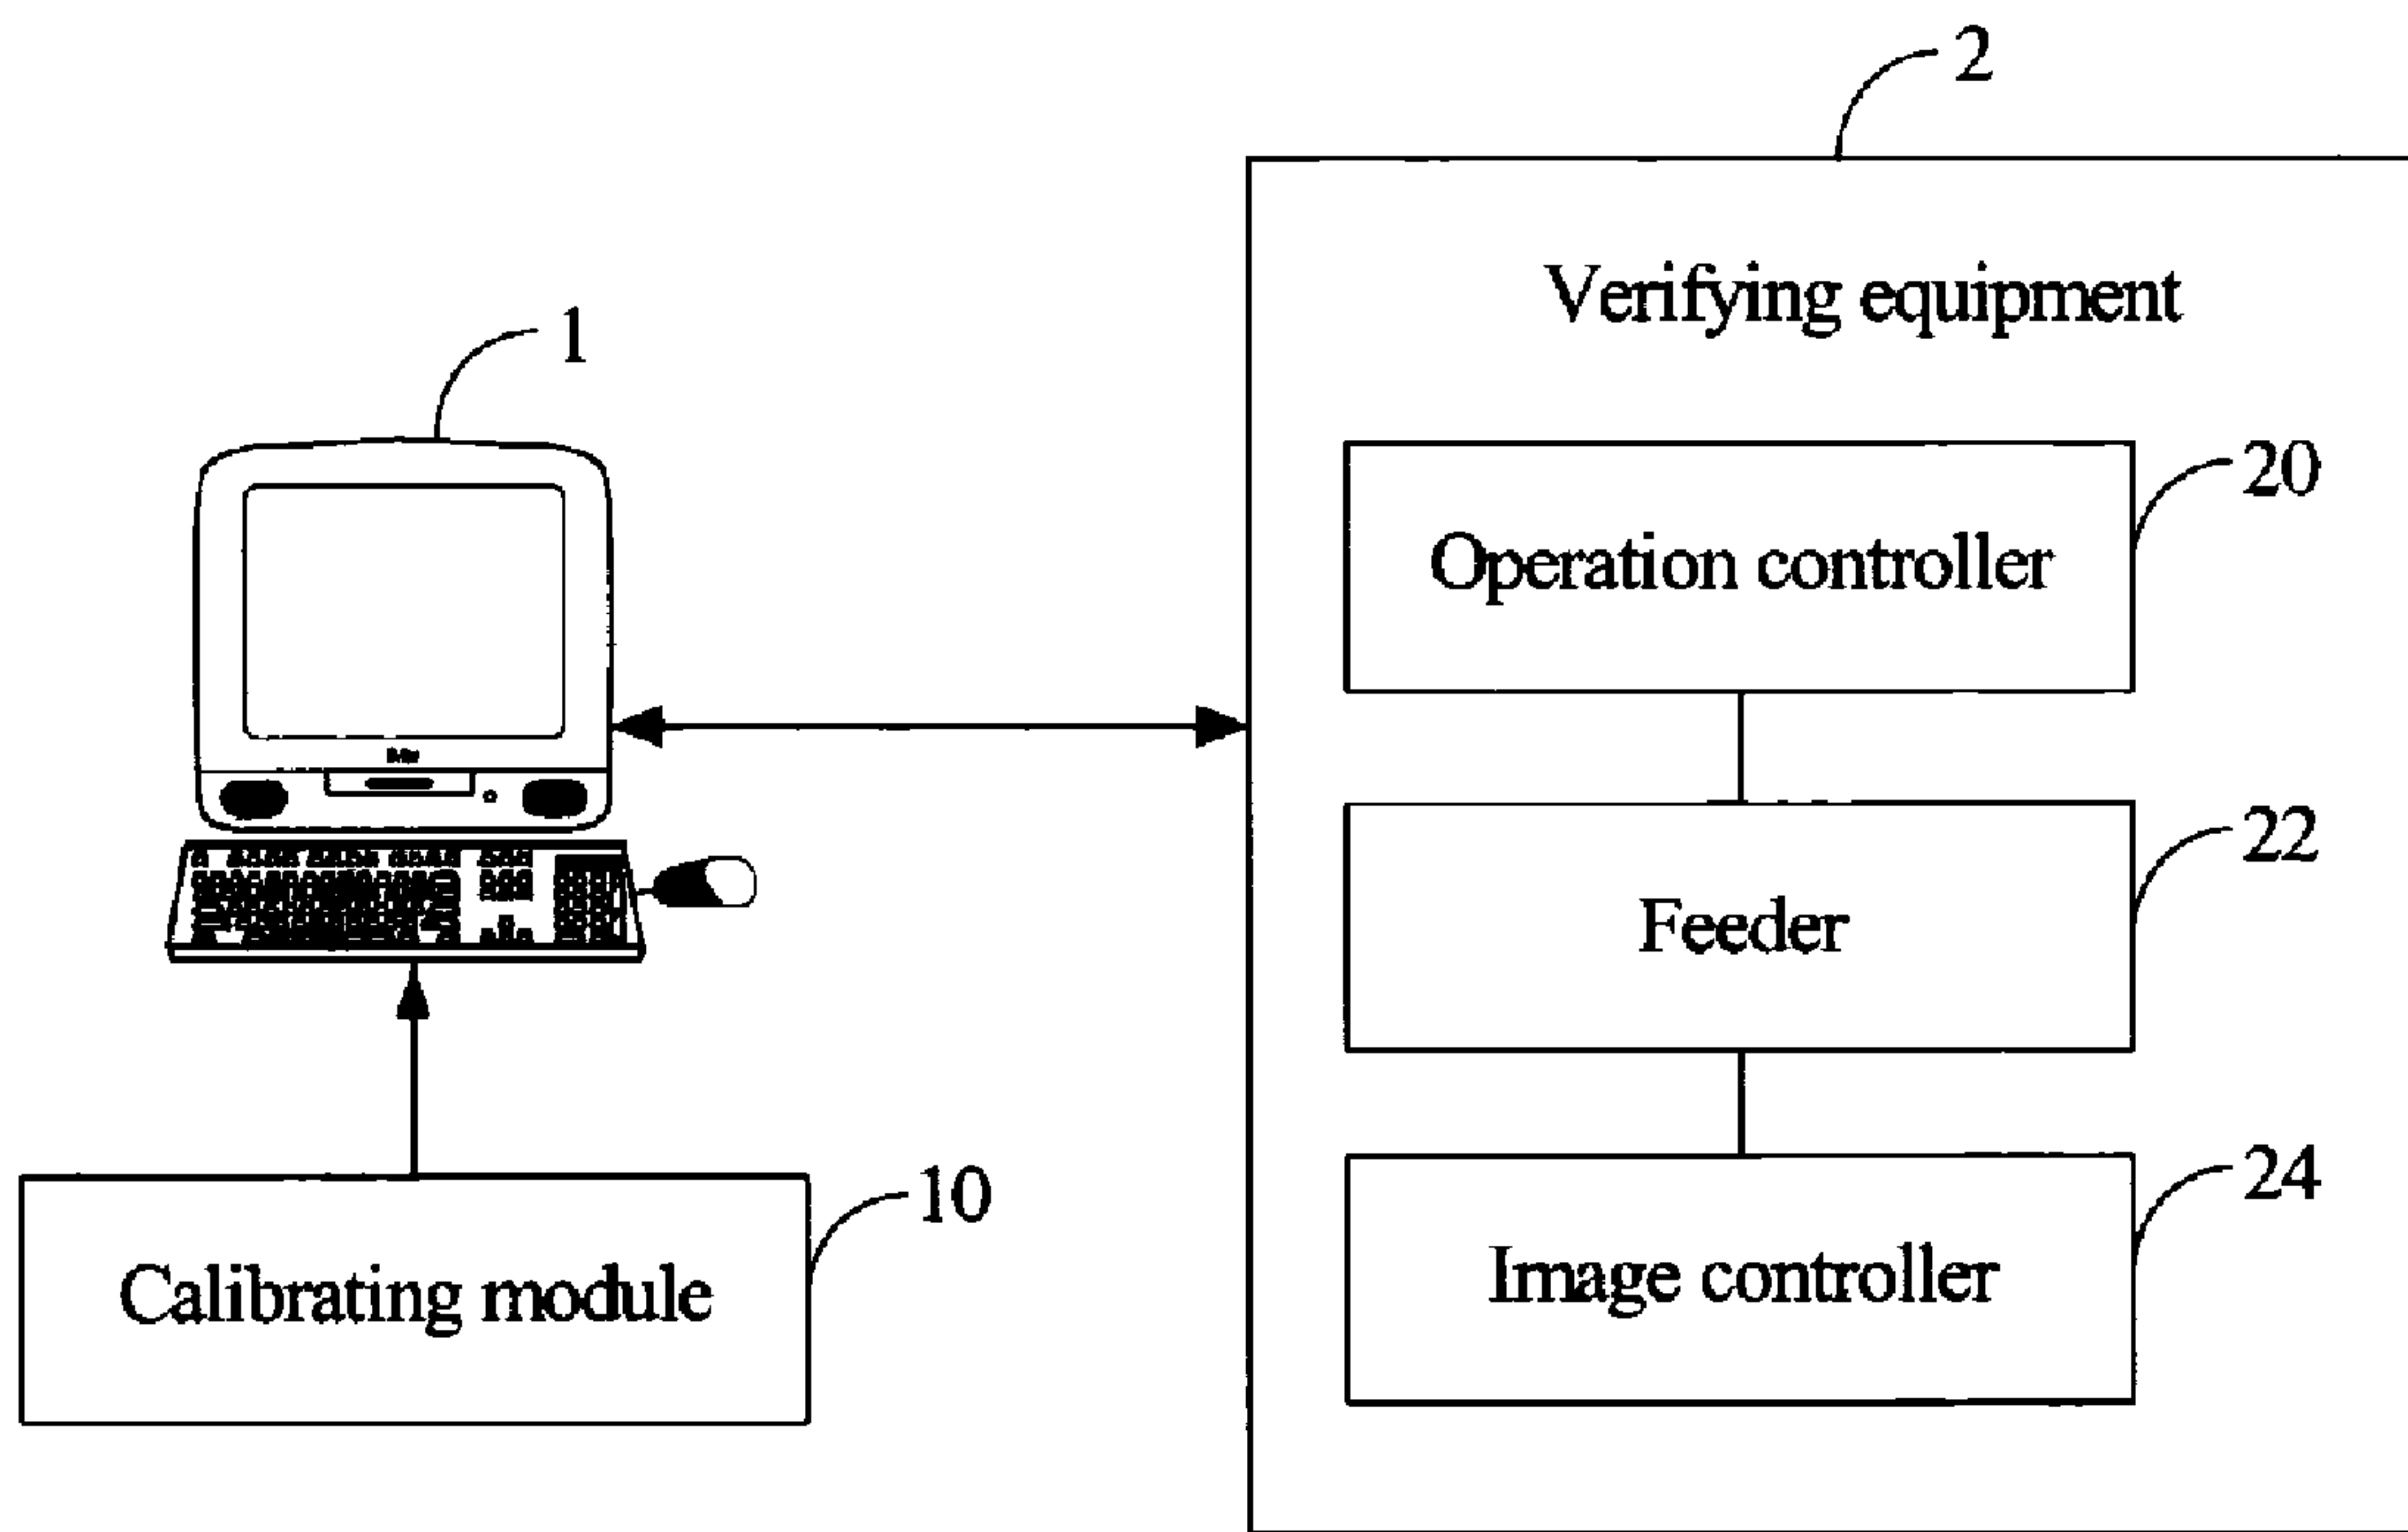 2
Verifying equipment
1
20
Operation controller
22
Feeder
24
Image controller
10
Calibrating module